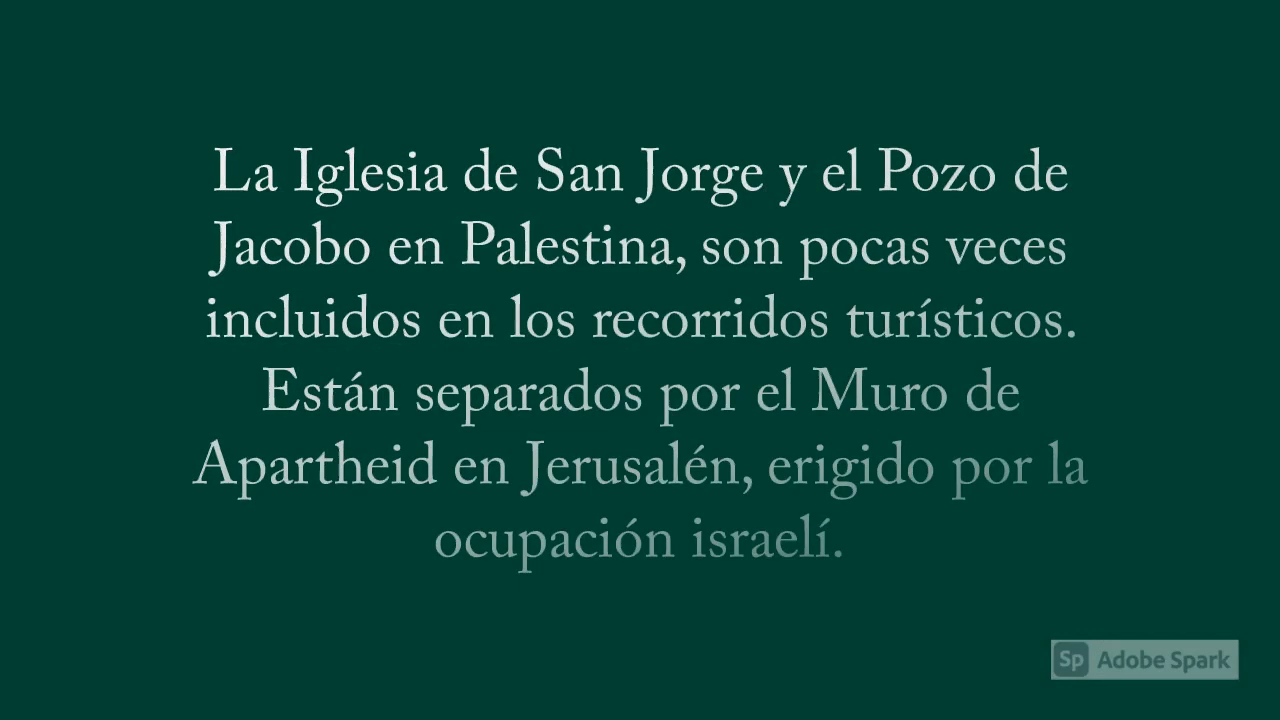 La Iglesia de San Jorge y el Pozo de
Jacobo en Palestina, son pocas veces
incluidos en los recorridos turísticos.
Están separados por el Muro de
Apartheid en Jerusalén, erigido por la
ocupación israelí.
Sp Adobe Spark